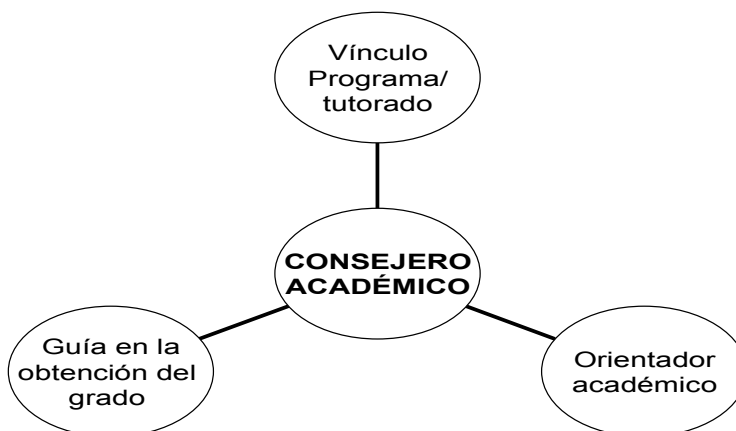 Vínculo
Programa/
tutorado
CONSEJERO
ACADÉMICO
Guía en la
obtención del
grado
Orientador
académico